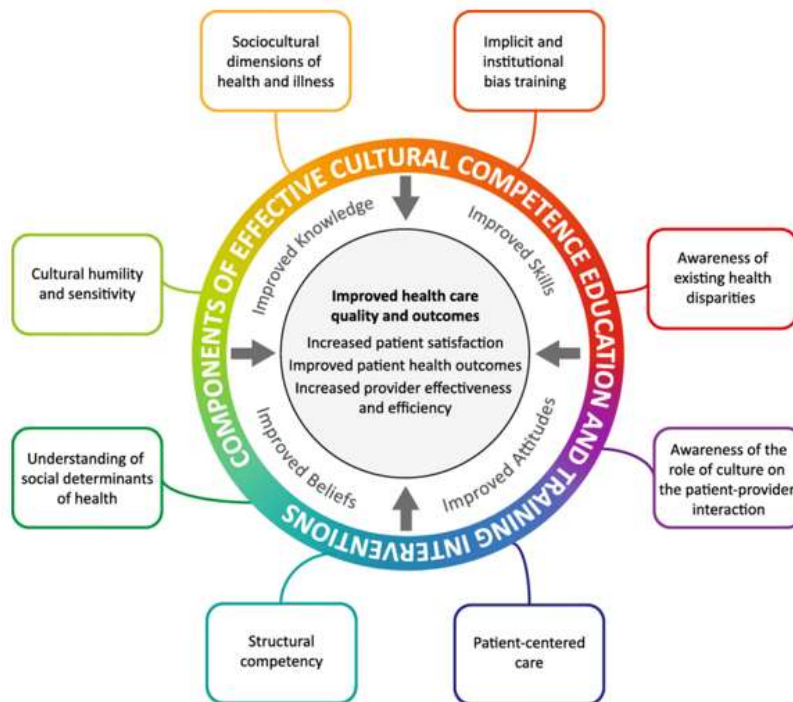 Sociocultural
dimensions of
health and illness
Implicit and
institutional
bias training
Cultural humility
and sensitivity
Awareness of
existing health
disparities
Understanding of
social determinants
of health
Awareness of the
role of culture on
the patient-provider
interaction
Structural
competency
Patient-centered
care
COMPONENTS OF EFFECTIVE CULTURAL COMPETENCE EDUCATION AND TRAINING INTERVENTIONS
Improved Knowledge
Improved Skills
Improved Beliefs
Improved Attitudes
Improved health care
quality and outcomes
Increased patient satisfaction
Improved patient health outcomes
Increased provider effectiveness
and efficiency